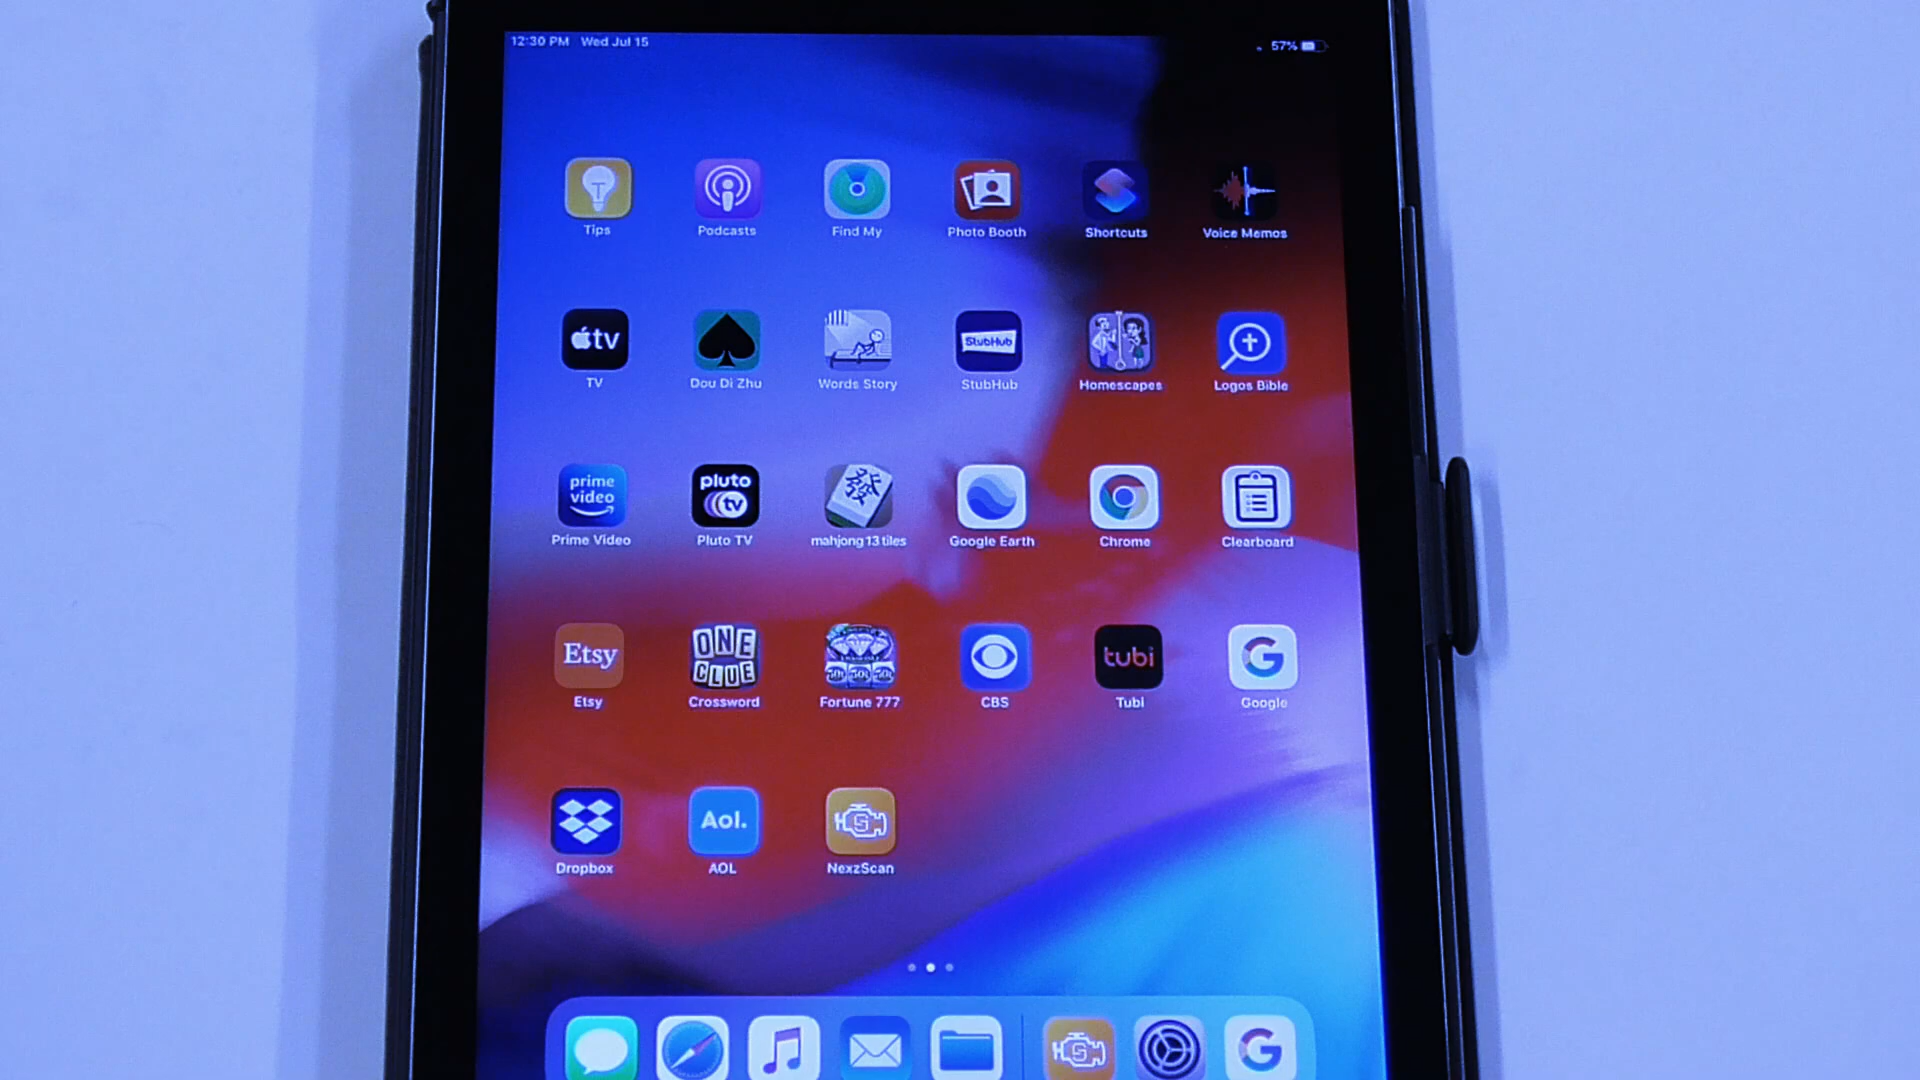 12:30 PM Wed Jul 15
57%
Tips
Podcasts
Find My
Photo Booth
Shortcuts
Voice Memos
tv
StubHub
TV
Dou Di Zhu
Words Story
StubHub
Homescapes
Logos Bible
prime
video
pluto
tv
發
Prime Video
Pluto TV
mahjong 13 tiles
Google Earth
Chrome
Clearboard
Etsy
ONE
CLUE
tubi
G
Etsy
Crossword
Fortune 777
CBS
Tubi
Google
Aol.
S
Dropbox
AOL
NexzScan
S
G